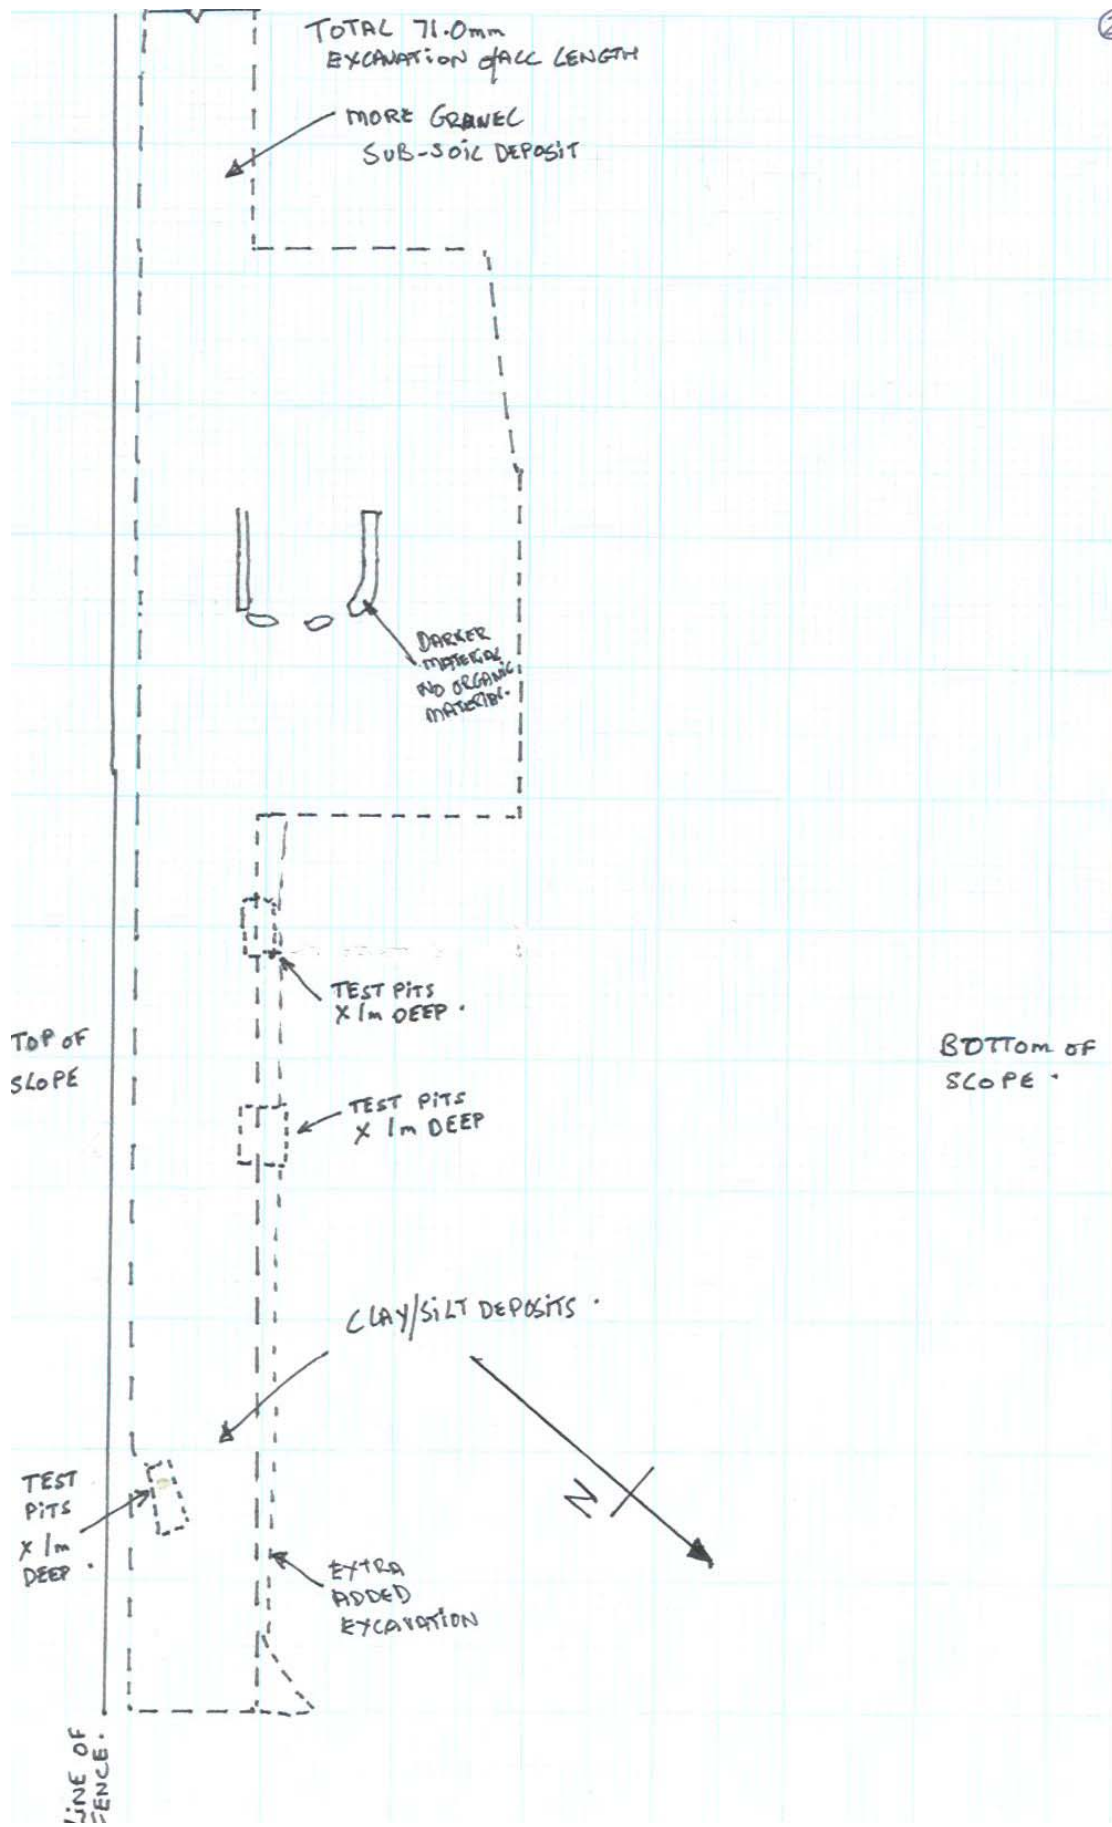 ②
TOTAL 71.0mm
EXCAVATION of ALL LENGTH
MORE GRAVEL
SUB-SOIL DEPOSIT
DARKER
MATERIAL
NO ORGANIC
MATERIAL.
TEST PITS
X 1m DEEP.
TOP OF
SLOPE
BOTTOM OF
SLOPE.
TEST PITS
X 1m DEEP
CLAY/SILT DEPOSITS.
N
TEST
PITS
X 1m
DEEP.
EXTRA
ADDED
EXCAVATION
LINE OF
FENCE.